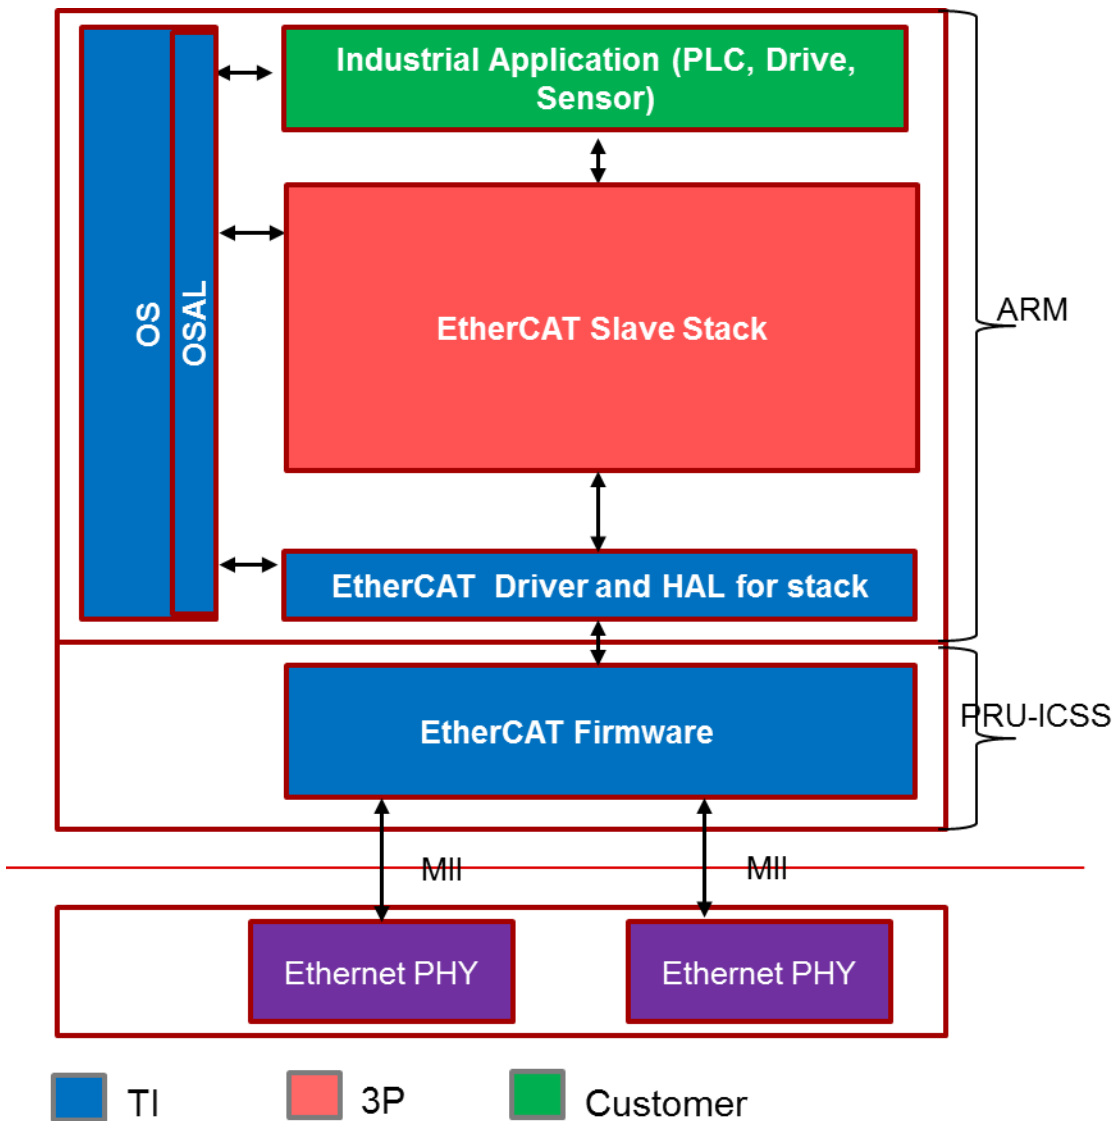 Industrial Application (PLC, Drive,
Sensor)
OS
OSAL
EtherCAT Slave Stack
ARM
EtherCAT  Driver and HAL for stack
EtherCAT Firmware
PRU-ICSS
MII
MII
Ethernet PHY
Ethernet PHY
TI
3P
Customer